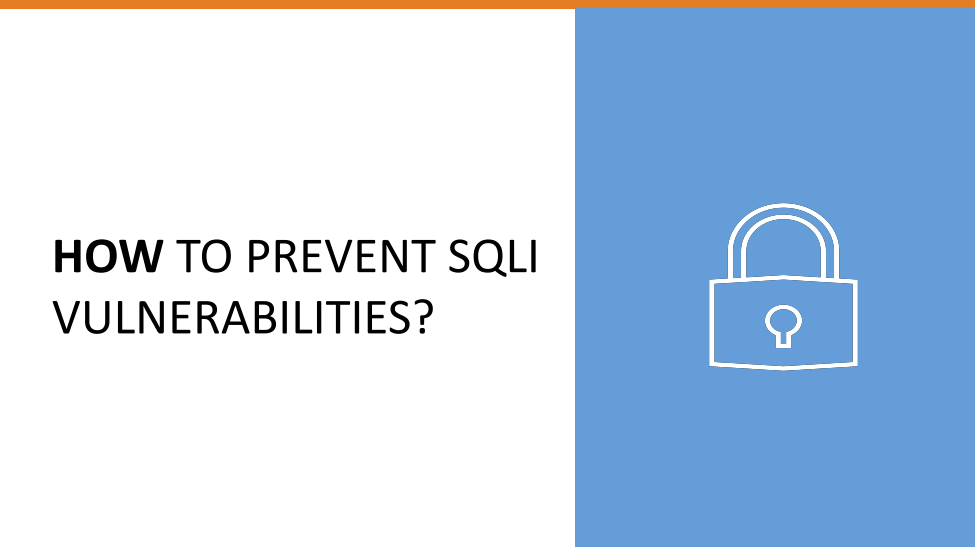 HOW TO PREVENT SQLI
VULNERABILITIES?